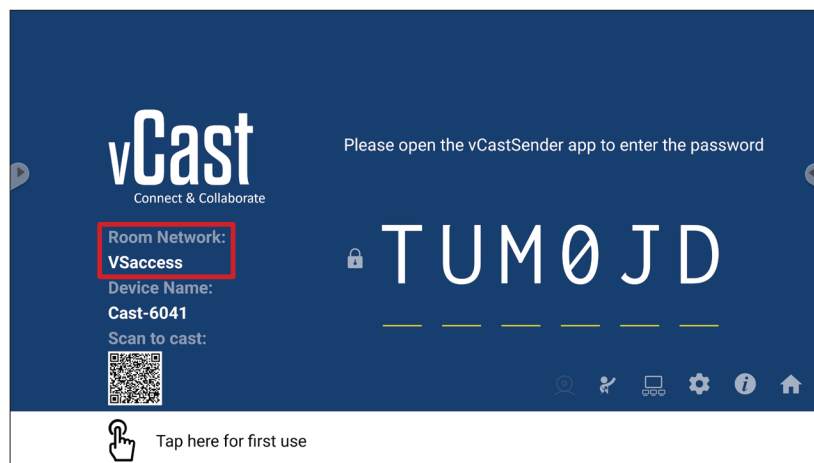 vCast
Connect & Collaborate
Please open the vCastSender app to enter the password
Room Network:
VSaccess
Device Name:
Cast-6041
Scan to cast:
TUM0JD
Tap here for first use